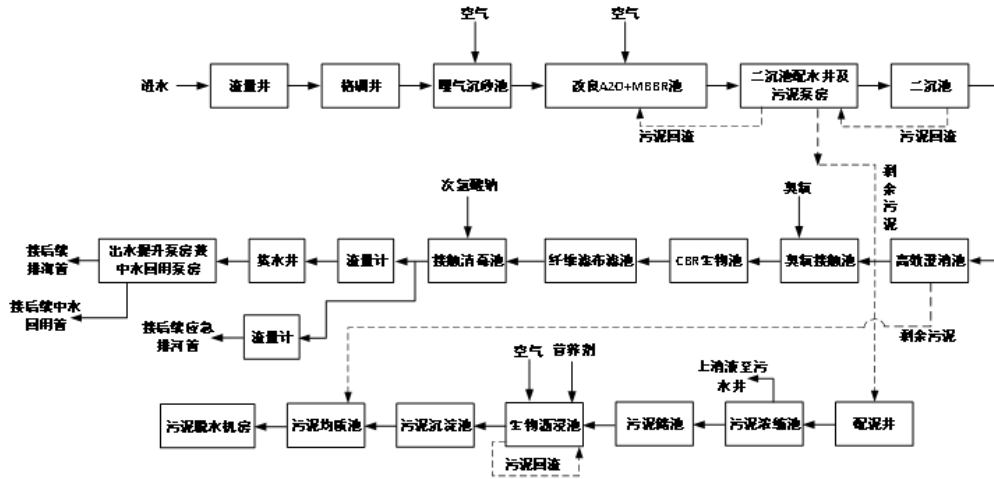 空气
空气
进水
流量井
格栅井
曝气沉砂池
改良A2O+MBBR池
二沉池配水井及
污泥泵房
二沉池
污泥回流
污泥回流
剩余污泥
次氯酸钠
臭氧
接后续
排海管
出水提升泵房兼
中水回用泵房
集水井
流量计
接触消毒池
纤维滤布滤池
CBR生物池
臭氧接触池
高效澄清池
接后续中水
回用管
接后续应急
排河管
流量计
剩余污泥
空气
营养剂
上清液至污
水井
污泥脱水机房
污泥均质池
污泥沉淀池
生物沥浸池
污泥储池
污泥浓缩池
配泥井
污泥回流